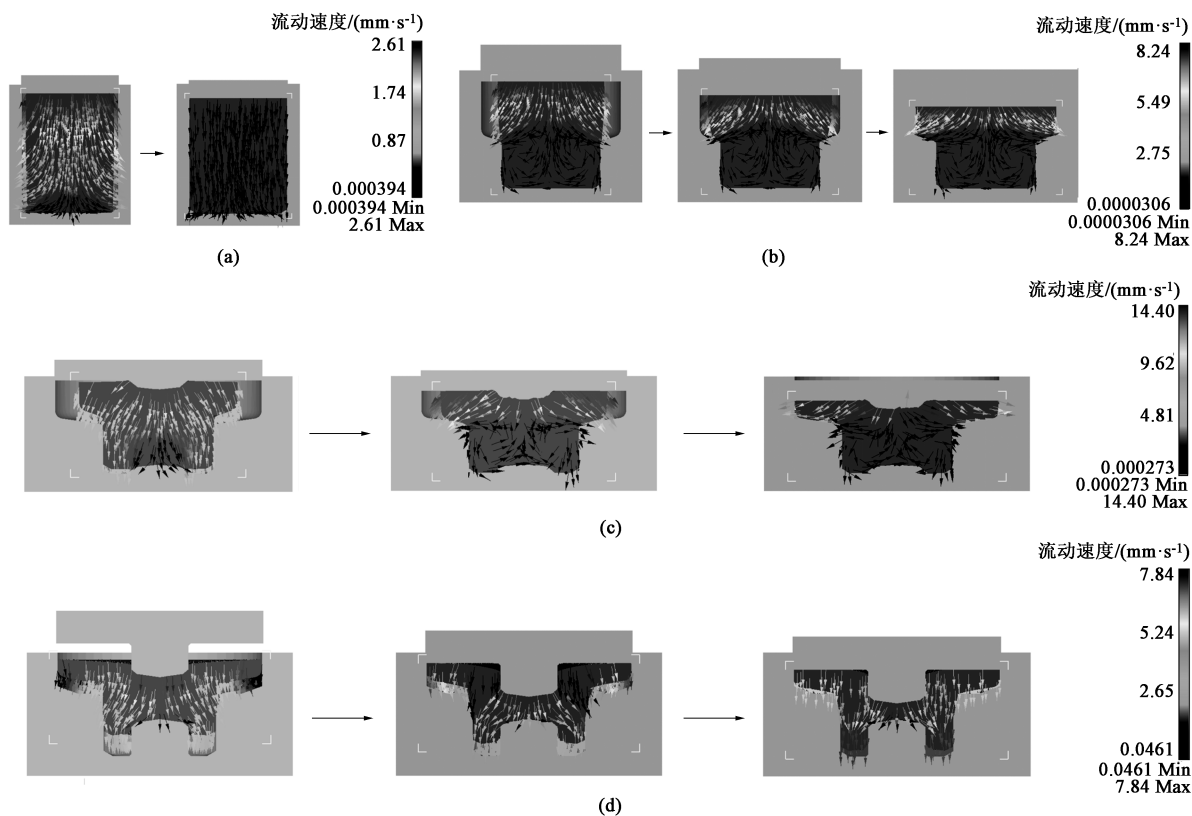 流动速度/(mm·s⁻¹)
2.61
1.74
0.87
0.000394
0.000394 Min
2.61 Max
(a)
流动速度/(mm·s⁻¹)
8.24
5.49
2.75
0.0000306
0.0000306 Min
8.24 Max
(b)
流动速度/(mm·s⁻¹)
14.40
9.62
4.81
0.000273
0.000273 Min
14.40 Max
(c)
流动速度/(mm·s⁻¹)
7.84
5.24
2.65
0.0461
0.0461 Min
7.84 Max
(d)